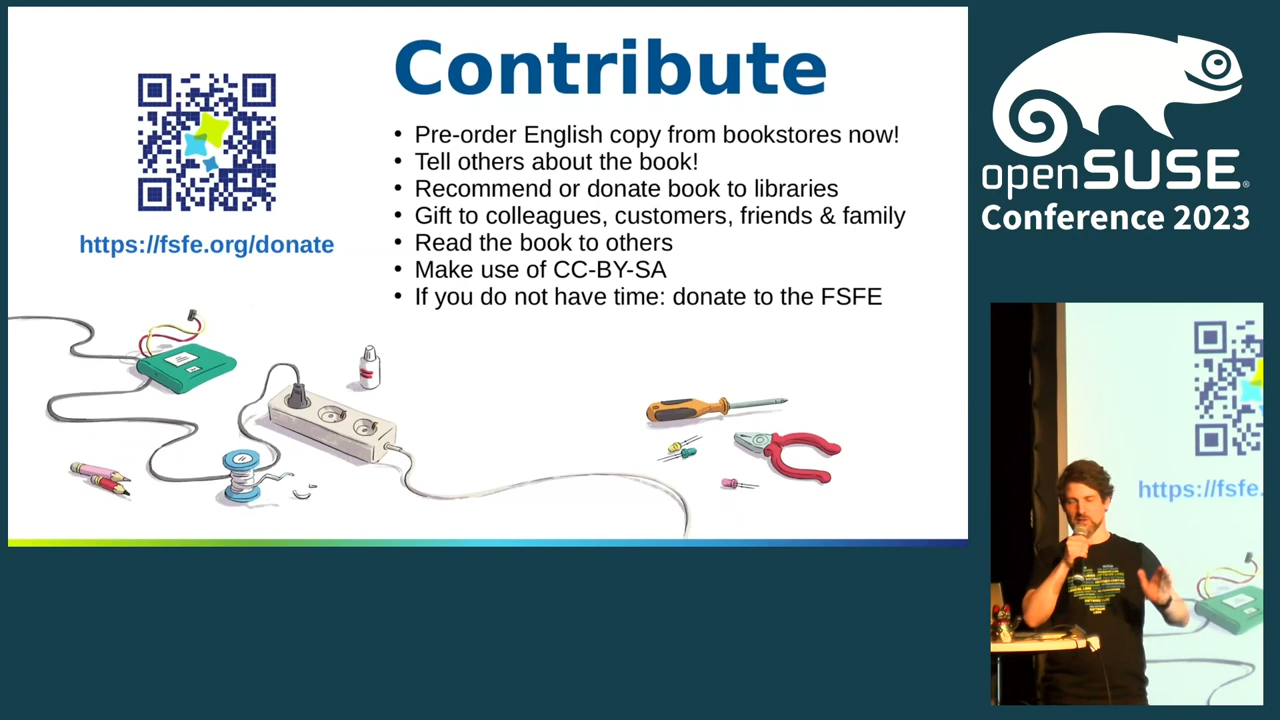 Contribute
https://fsfe.org/donate
• Pre-order English copy from bookstores now!
• Tell others about the book!
• Recommend or donate book to libraries
• Gift to colleagues, customers, friends & family
• Read the book to others
• Make use of CC-BY-SA
• If you do not have time: donate to the FSFE
openSUSE®
Conference 2023
https://fsfe.